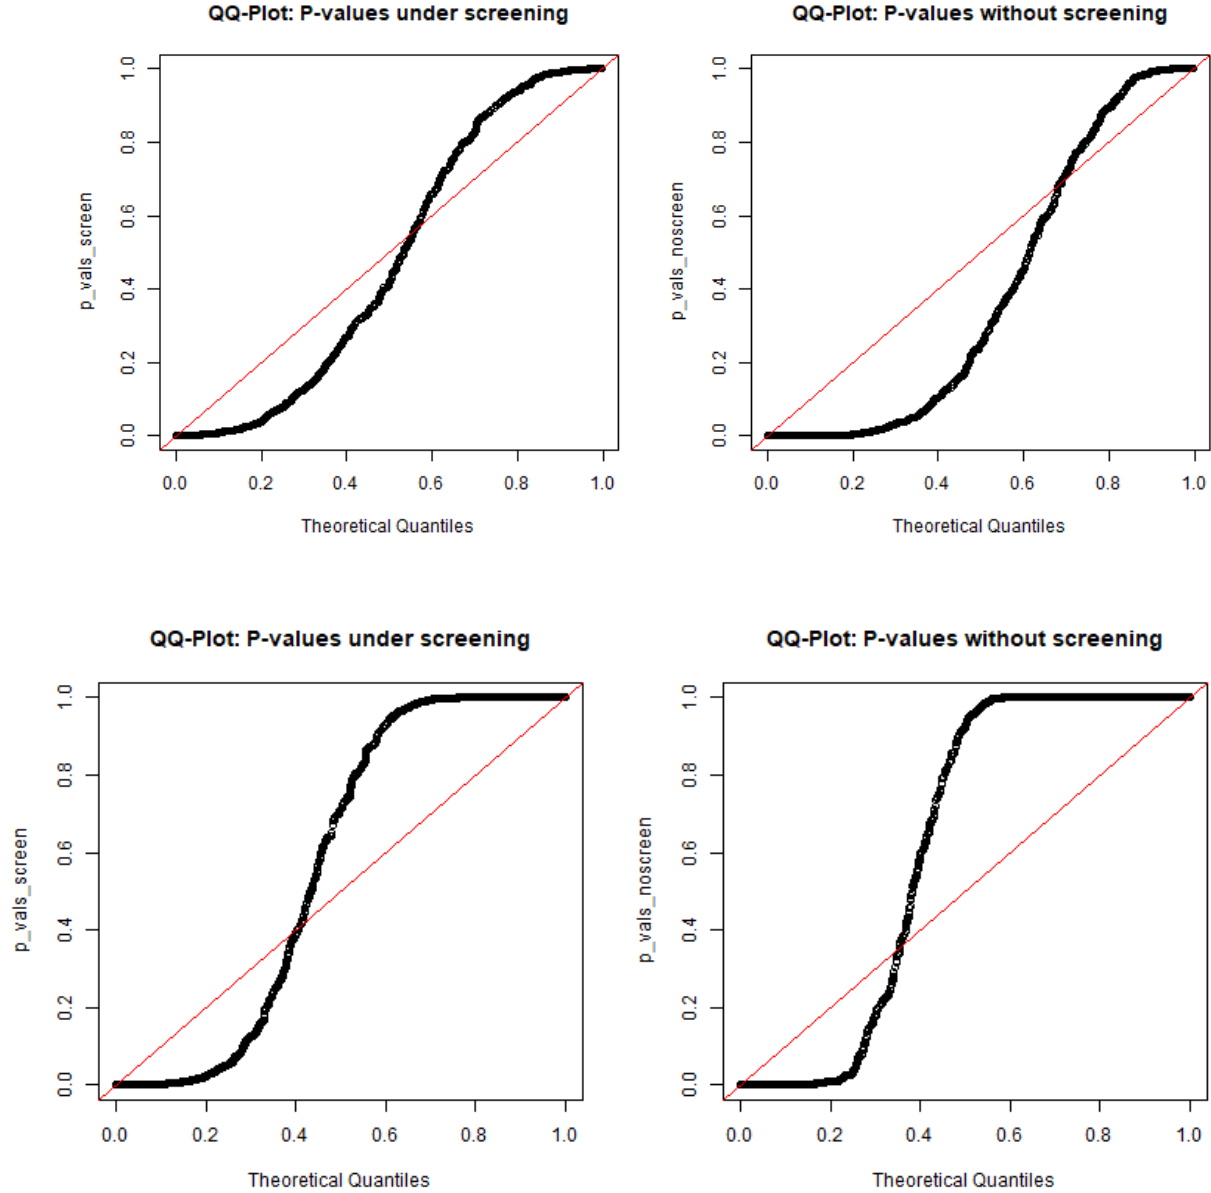 QQ-Plot: P-values under screening
p_vals_screen
1.0
0.8
0.6
0.4
0.2
0.0
0.0 0.2 0.4 0.6 0.8 1.0
Theoretical Quantiles
QQ-Plot: P-values without screening
p_vals_noscreen
1.0
0.8
0.6
0.4
0.2
0.0
0.0 0.2 0.4 0.6 0.8 1.0
Theoretical Quantiles
QQ-Plot: P-values under screening
p_vals_screen
1.0
0.8
0.6
0.4
0.2
0.0
0.0 0.2 0.4 0.6 0.8 1.0
Theoretical Quantiles
QQ-Plot: P-values without screening
p_vals_noscreen
1.0
0.8
0.6
0.4
0.2
0.0
0.0 0.2 0.4 0.6 0.8 1.0
Theoretical Quantiles